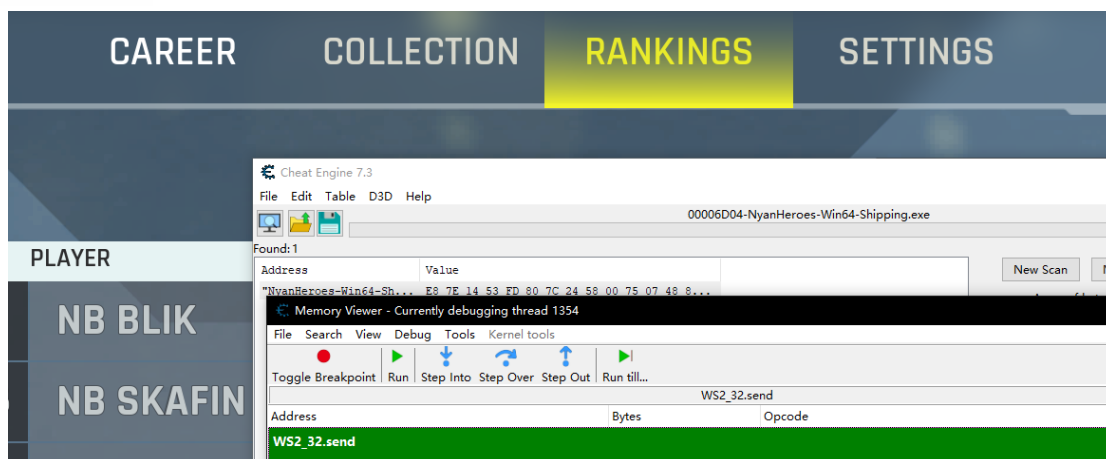 CAREER COLLECTION RANKINGS SETTINGS
Cheat Engine 7.3
File Edit Table D3D Help
00006D04-NyanHeroes-Win64-Shipping.exe
Found: 1
PLAYER
Address Value New Scan
"NyanHeroes-Win64-Sh... E8 7E 14 53 FD 80 7C 24 58 00 75 07 48 8...
NB BLIK
Memory Viewer - Currently debugging thread 1354
File Search View Debug Tools Kernel tools
Toggle Breakpoint Run Step Into Step Over Step Out Run till...
NB SKAFIN
WS2_32.send
Address Bytes Opcode
WS2_32.send